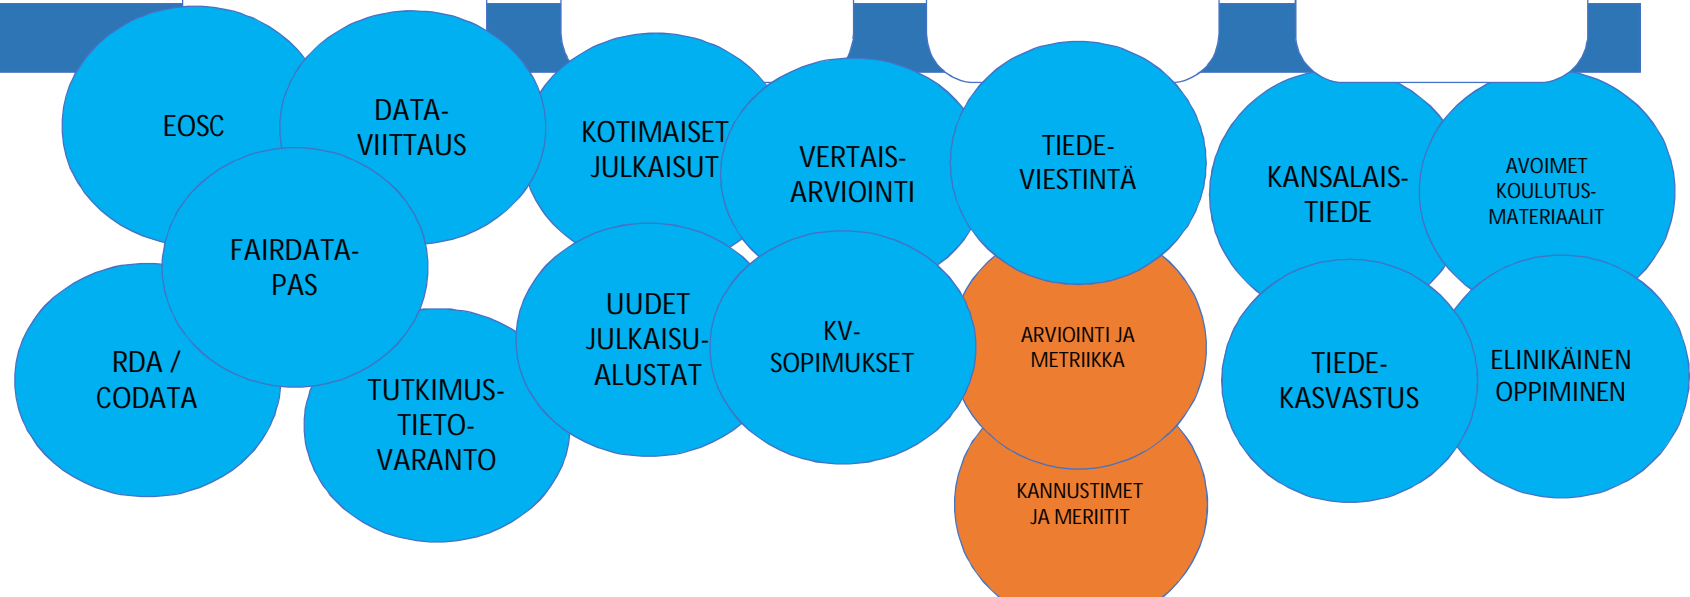 EOSC
DATA-
VIITTAUS
FAIRDATA-
PAS
RDA /
CODATA
TUTKIMUS-
TIETO-
VARANTO
KOTIMAISET
JULKAISUT
VERTAIS-
ARVIOINTI
UUDET
JULKAISU-
ALUSTAT
KV-
SOPIMUKSET
TIEDE-
VIESTINTÄ
ARVIOINTI JA
METRIIKKA
KANNUSTIMET
JA MERIITIT
KANSALAIS-
TIEDE
AVOIMET
KOULUTUS-
MATERIAALIT
TIEDE-
KASVASTUS
ELINIKÄINEN
OPPIMINEN